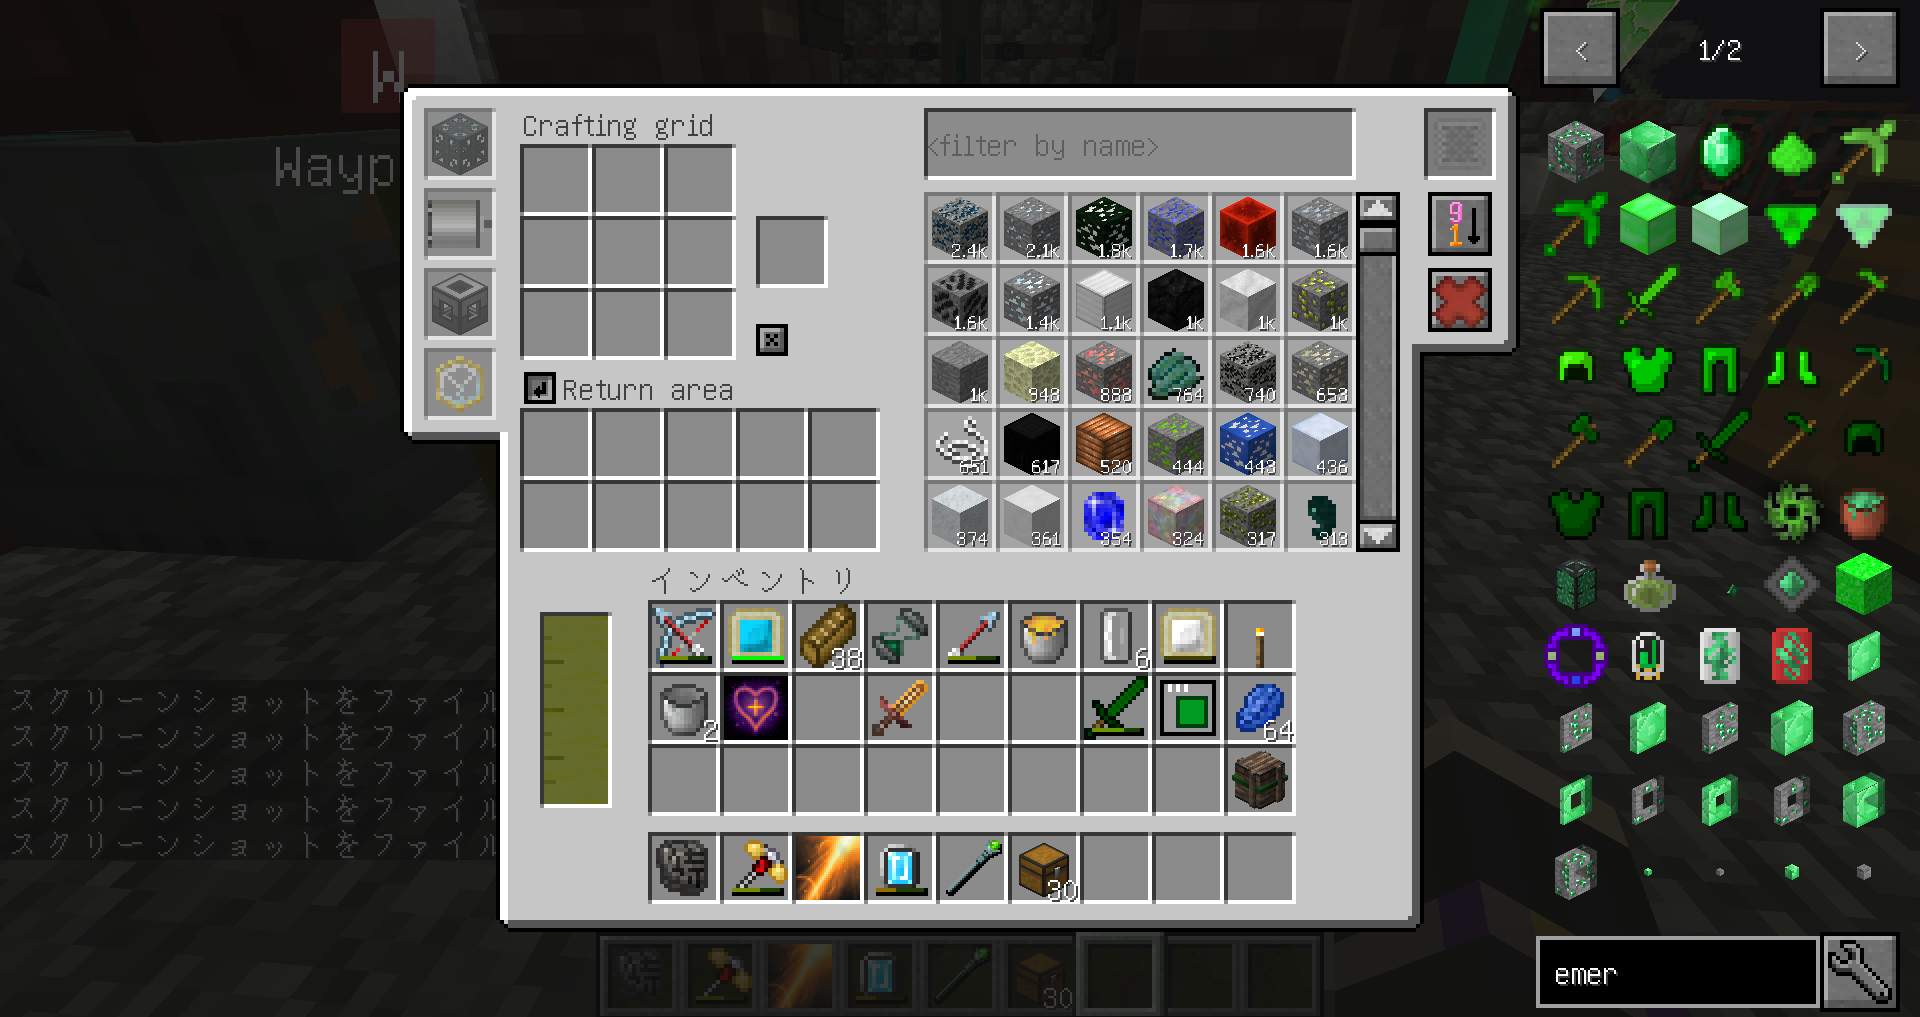 W
1/2
Crafting grid
<filter by name>
Wayp
9
1
2.4k 2.1k 1.8k 1.7k 1.6k 1.6k
1.6k 1.4k 1.1k 1k 1k 1k
1k 948 888 764 740 653
Return area
651 617 520 444 443 436
374 361 354 324 317 313
インベントリ
38 6
2 64
スクリーンショットをファイル
スクリーンショットをファイル
スクリーンショットをファイル
スクリーンショットをファイル
スクリーンショットをファイル
30
emer
30